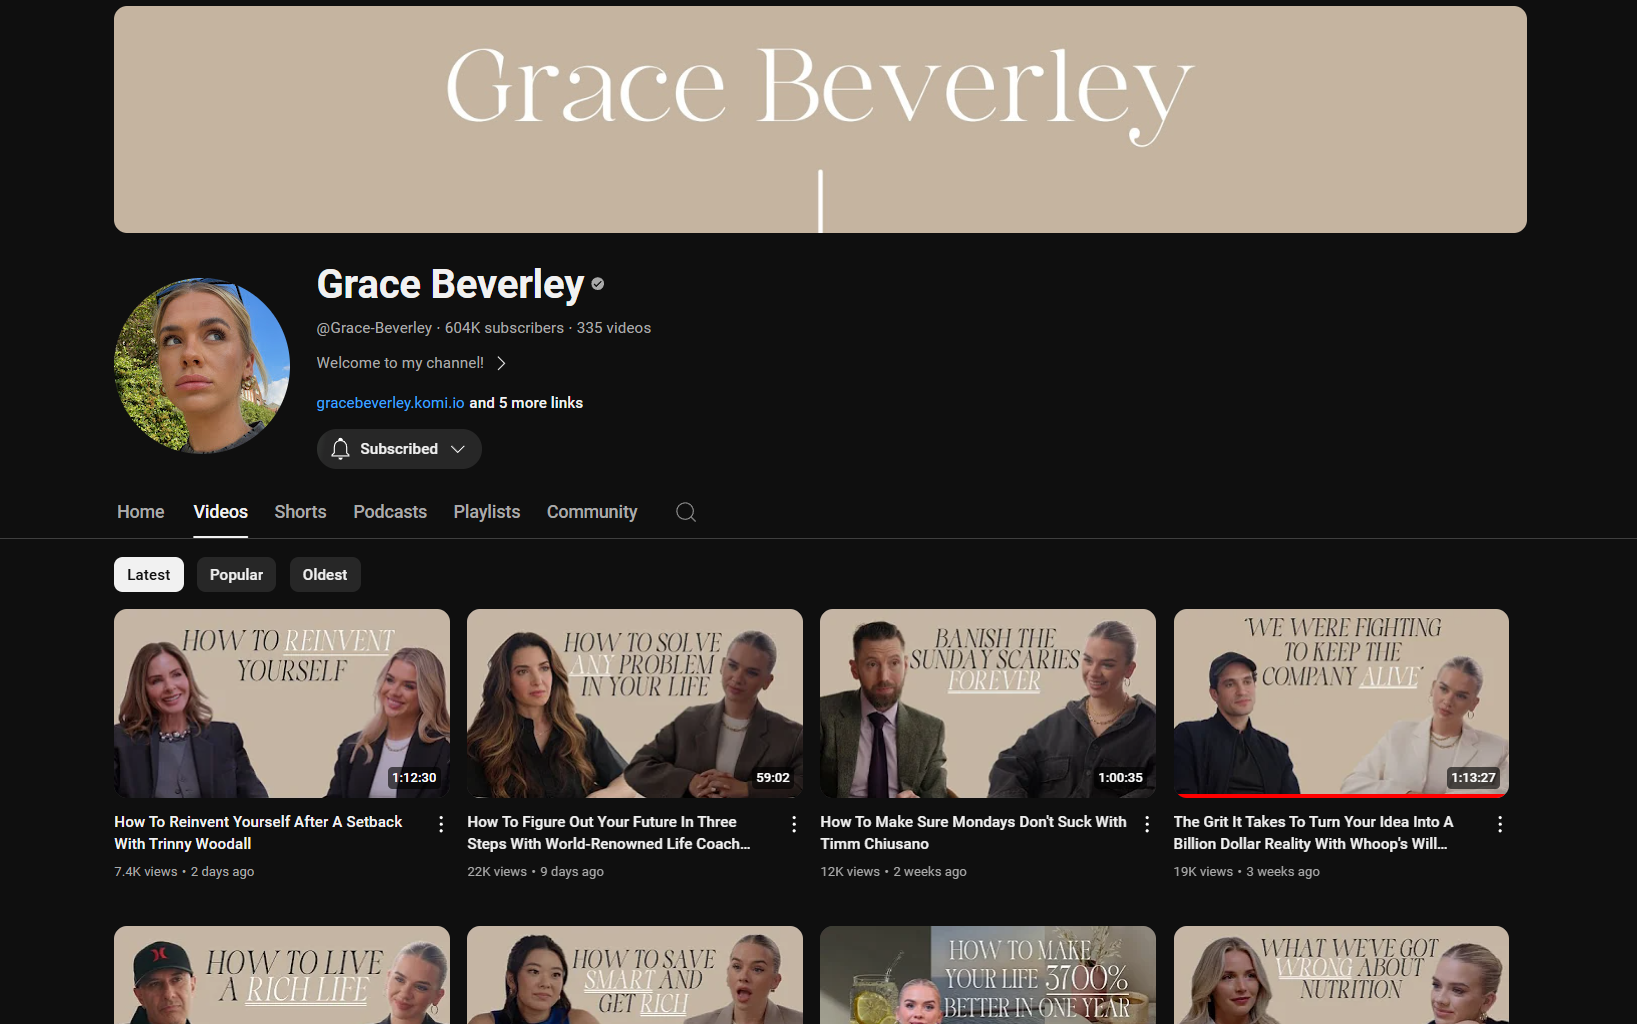 Grace Beverley
Grace Beverley
@Grace-Beverley · 604K subscribers · 335 videos
Welcome to my channel!
gracebeverley.komi.io and 5 more links
Subscribed
Home Videos Shorts Podcasts Playlists Community
Latest Popular Oldest
HOW TO REINVENT
YOURSELF
1:12:30
HOW TO SOLVE
ANY PROBLEM
IN YOUR LIFE
59:02
BANISH THE
SUNDAY SCARIES
FOREVER
1:00:35
'WE WERE FIGHTING
TO KEEP THE
COMPANY ALIVE'
1:13:27
How To Reinvent Yourself After A Setback
With Trinny Woodall
7.4K views • 2 days ago
How To Figure Out Your Future In Three
Steps With World-Renowned Life Coach...
22K views • 9 days ago
How To Make Sure Mondays Don't Suck With
Timm Chiusano
12K views • 2 weeks ago
The Grit It Takes To Turn Your Idea Into A
Billion Dollar Reality With Whoop's Will...
19K views • 3 weeks ago
HOW TO LIVE
A RICH LIFE
HOW TO SAVE
SMART AND
GET RICH
HOW TO MAKE
YOUR LIFE 3700%
BETTER IN ONE YEAR
WHAT WE'VE GOT
WRONG ABOUT
NUTRITION